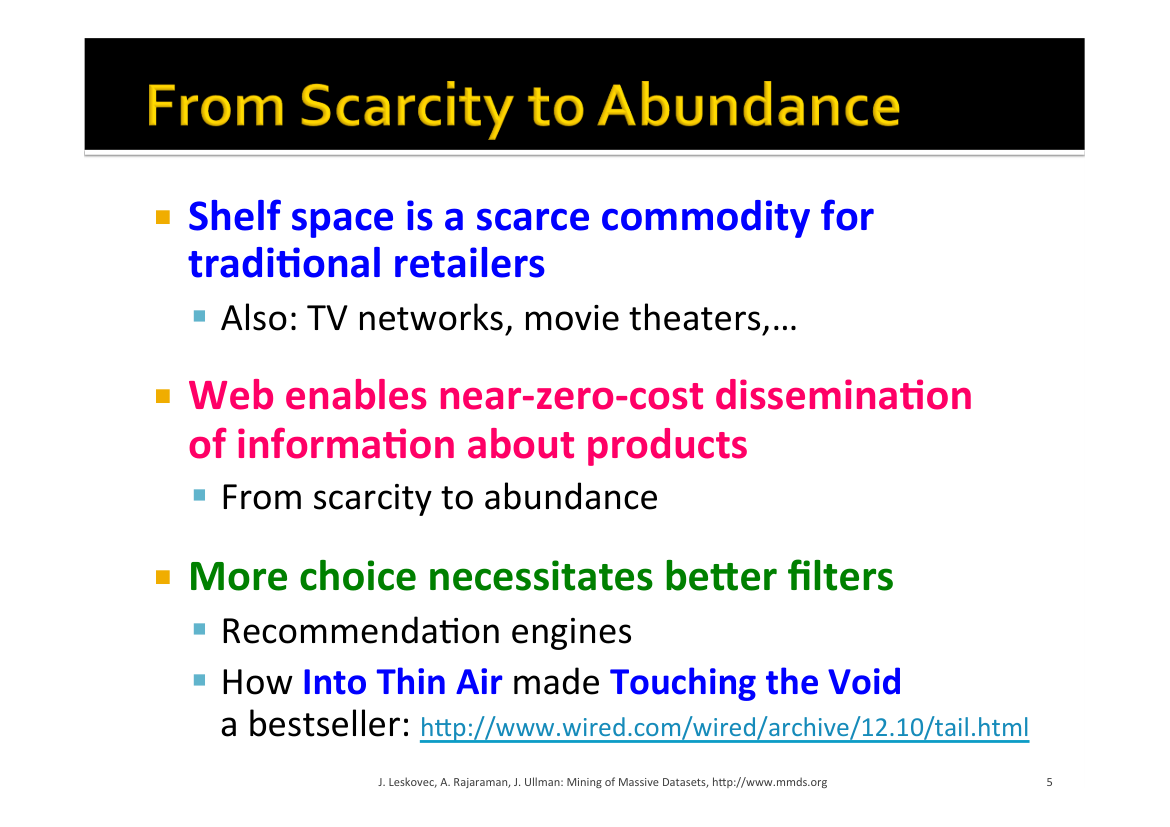 From Scarcity to Abundance
Shelf space is a scarce commodity for
traditional retailers
Also: TV networks, movie theaters,…
Web enables near-zero-cost dissemination
of information about products
From scarcity to abundance
More choice necessitates better filters
Recommendation engines
How Into Thin Air made Touching the Void
a bestseller: http://www.wired.com/wired/archive/12.10/tail.html
J. Leskovec, A. Rajaraman, J. Ullman: Mining of Massive Datasets, http://www.mmds.org 5